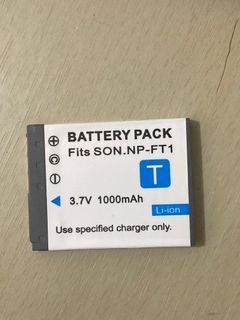 BATTERY PACK
Fits SON.NP-FT1
T
3.7V 1000mAh
Li-ion
Use specified charger only.